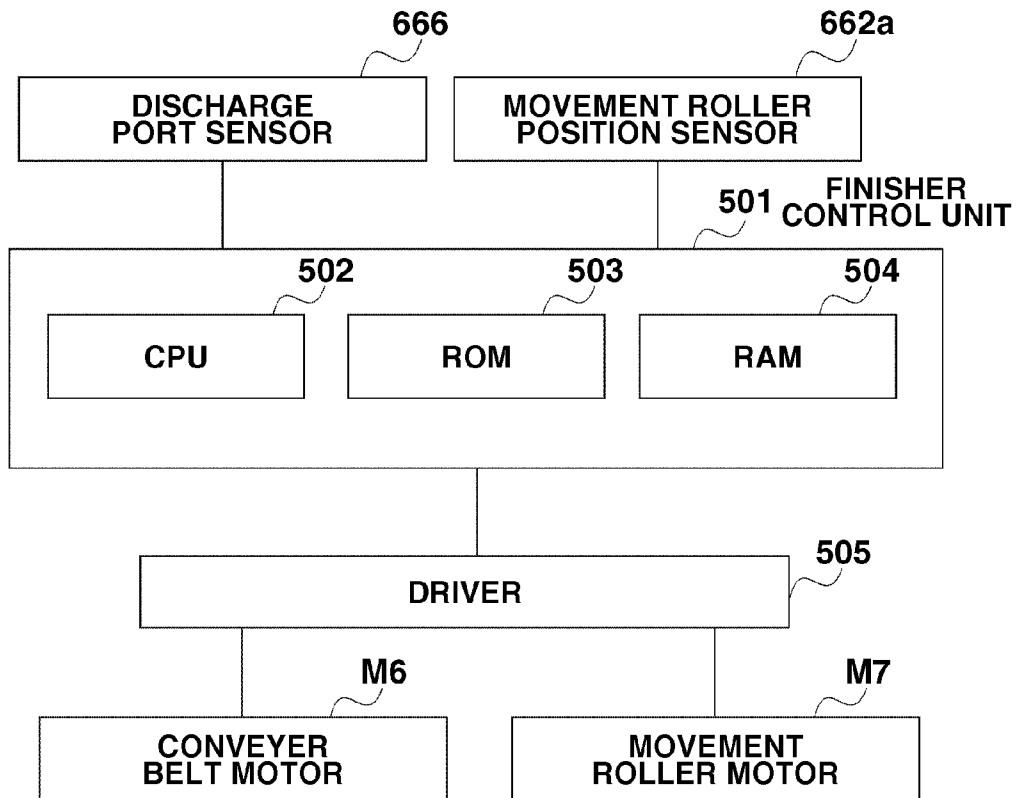 666
662a
DISCHARGE
PORT SENSOR
MOVEMENT ROLLER
POSITION SENSOR
FINISHER
CONTROL UNIT
501
502
503
504
CPU
ROM
RAM
505
DRIVER
M6
M7
CONVEYER
BELT MOTOR
MOVEMENT
ROLLER MOTOR